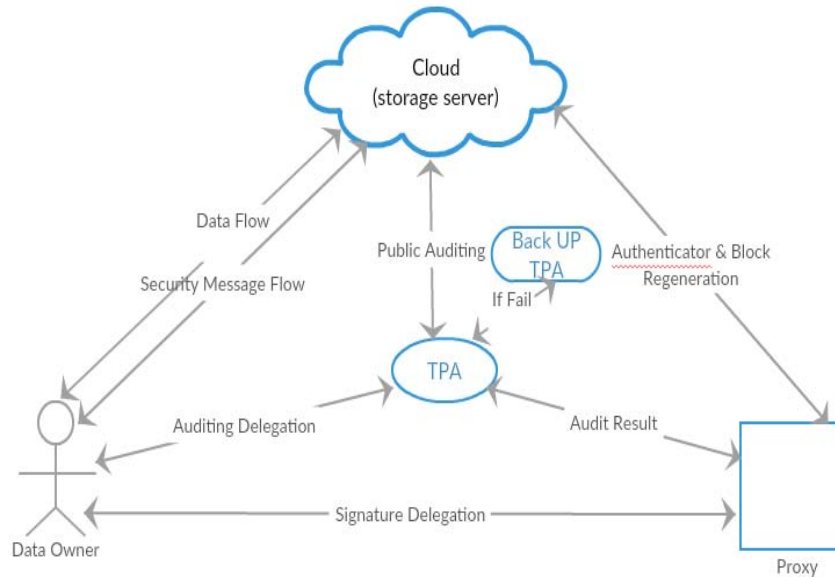 Cloud
(storage server)
Data Flow
Security Message Flow
Public Auditing
Back UP
TPA
If Fail
Authenticator & Block
Regeneration
TPA
Auditing Delegation
Audit Result
Signature Delegation
Data Owner
Proxy